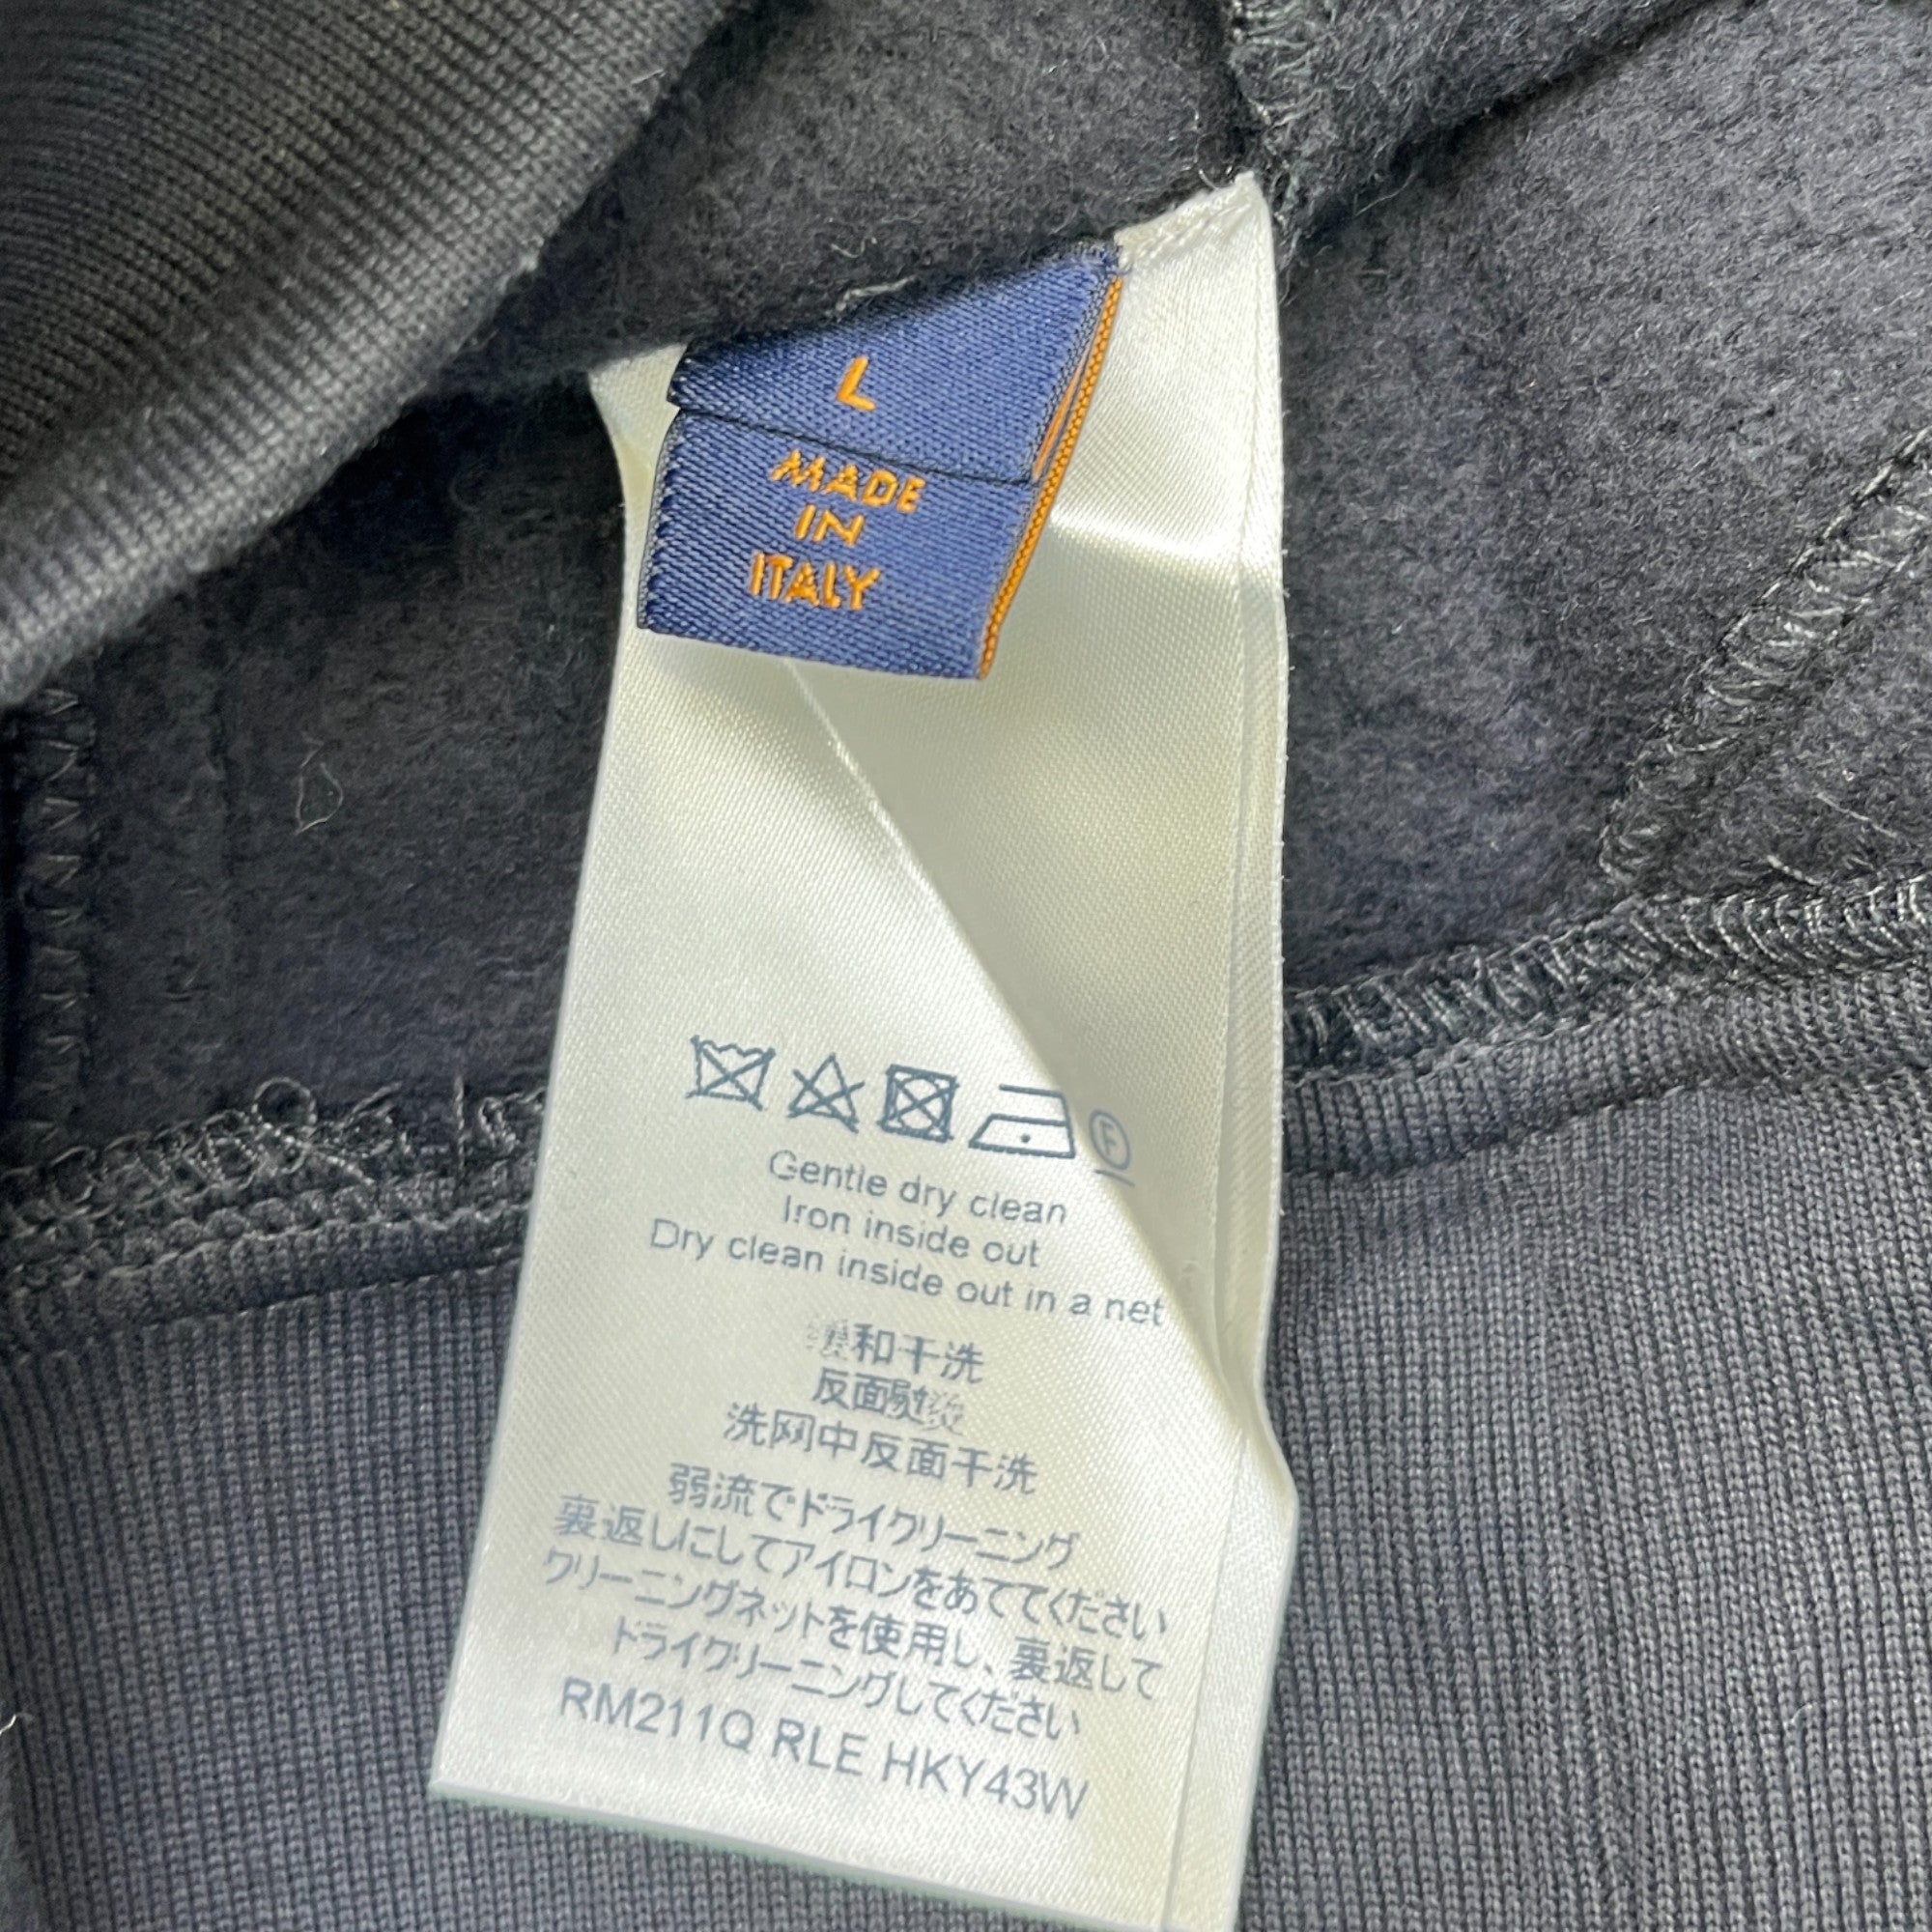 L
MADE
IN
ITALY
F
Gentle dry clean
Iron inside out
Dry clean inside out in a net
缓和干洗
反面熨烫
洗网中反面干洗
弱流でドライクリーニング
裏返しにしてアイロンをあててください
クリーニングネットを使用し、裏返して
ドライクリーニングしてください
RM211Q RLE HKY43W